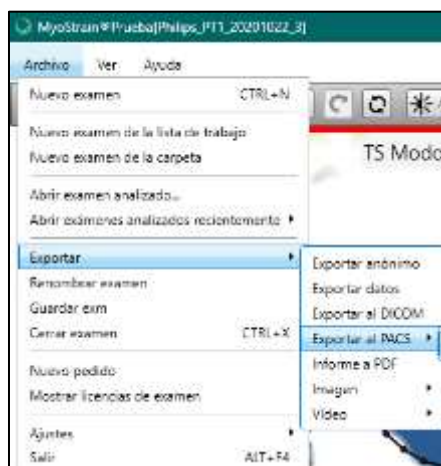 MyoStrain®Prueba[Philips_PT1_20201022_3]
Archivo Ver Ayuda
Nuevo examen CTRL+N
Nuevo examen de la lista de trabajo
Nuevo examen de la carpeta
TS Modo
Abrir examen analizado...
Abrir exámenes analizados recientemente
Exportar
Renombrar examen
Guardar exm
Cerrar examen CTRL+X
Nuevo pedido
Mostrar licencias de examen
Ajustes
Salir ALT+F4
Exportar anónimo
Exportar datos
Exportar al DICOM
Exportar al PACS
Informe a PDF
Imagen
Vídeo